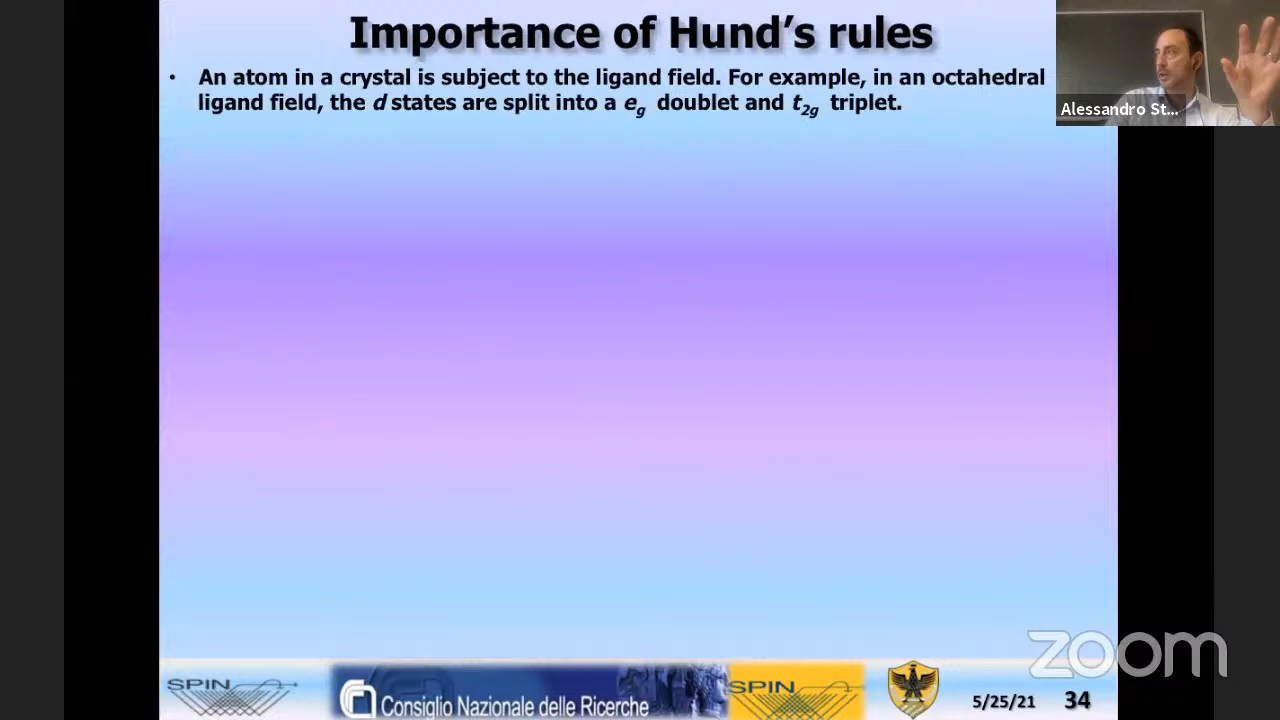 Importance of Hund's rules
• An atom in a crystal is subject to the ligand field. For example, in an octahedral
ligand field, the d states are split into a eg doublet and t2g triplet.
Alessandro St...
zoom
SPIN
Consiglio Nazionale delle Ricerche
SPIN
5/25/21
34